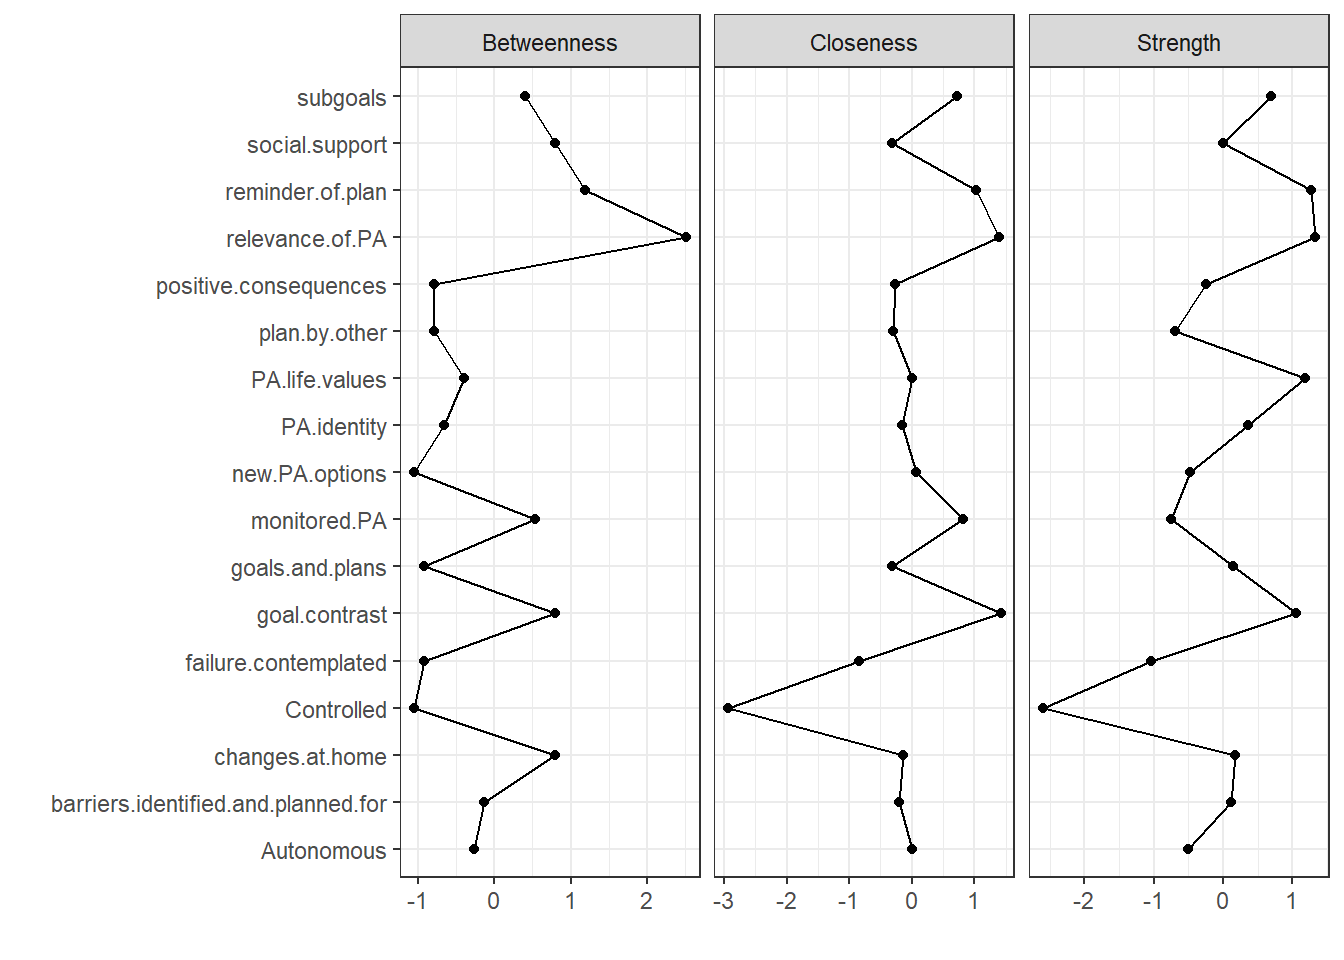 Betweenness Closeness Strength
subgoals
social.support
reminder.of.plan
relevance.of.PA
positive.consequences
plan.by.other
PA.life.values
PA.identity
new.PA.options
monitored.PA
goals.and.plans
goal.contrast
failure.contemplated
Controlled
changes.at.home
barriers.identified.and.planned.for
Autonomous
-1 0 1 2 -3 -2 -1 0 1 -2 -1 0 1